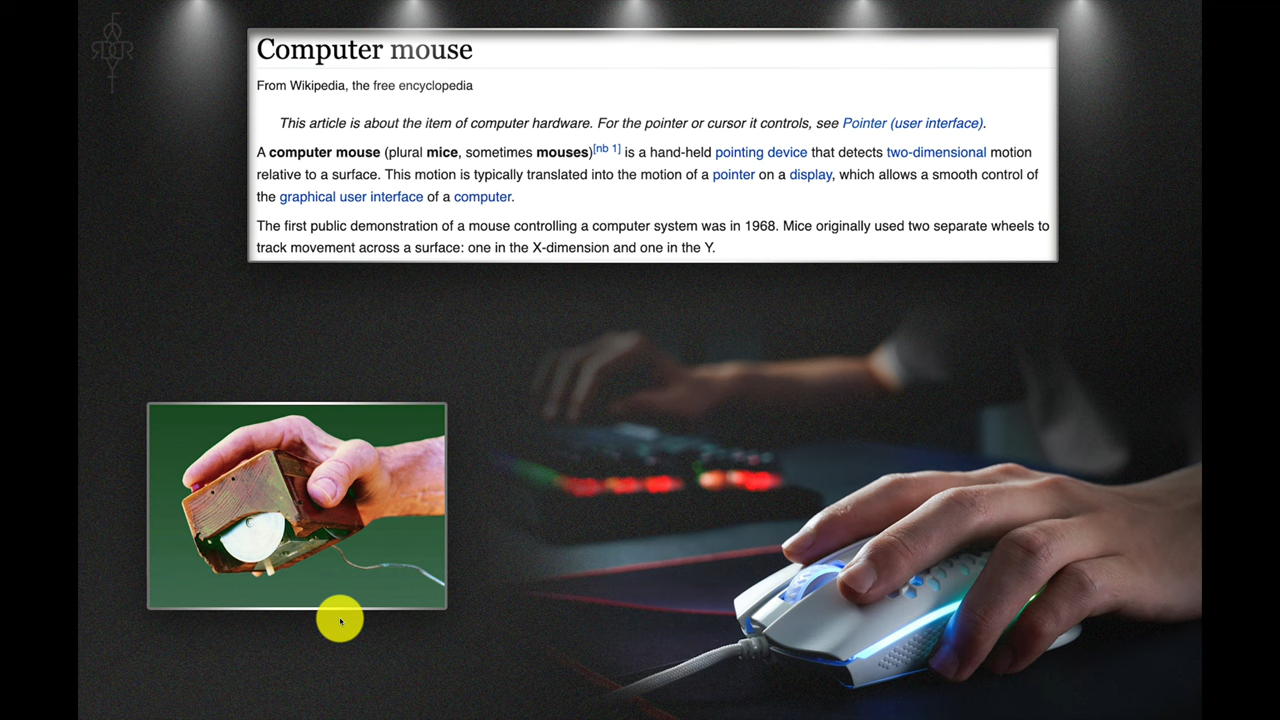 Computer mouse
From Wikipedia, the free encyclopedia
This article is about the item of computer hardware. For the pointer or cursor it controls, see Pointer (user interface).
A computer mouse (plural mice, sometimes mouses)[nb 1] is a hand-held pointing device that detects two-dimensional motion
relative to a surface. This motion is typically translated into the motion of a pointer on a display, which allows a smooth control of
the graphical user interface of a computer.
The first public demonstration of a mouse controlling a computer system was in 1968. Mice originally used two separate wheels to
track movement across a surface: one in the X-dimension and one in the Y.